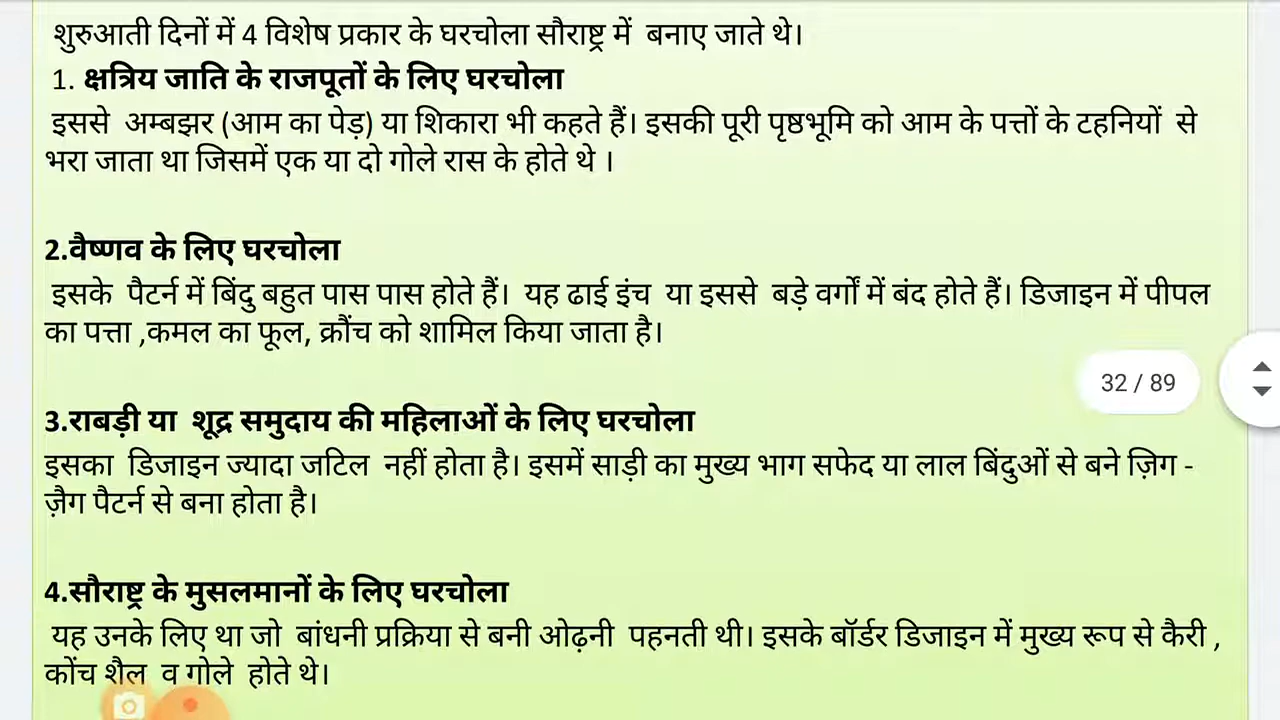 शुरुआती दिनों में 4 विशेष प्रकार के घरचोला सौराष्ट्र में बनाए जाते थे।
1. क्षत्रिय जाति के राजपूतों के लिए घरचोला
इससे अम्बझर (आम का पेड़) या शिकारा भी कहते हैं। इसकी पूरी पृष्ठभूमि को आम के पत्तों के टहनियों से
भरा जाता था जिसमें एक या दो गोले रास के होते थे ।
2.वैष्णव के लिए घरचोला
इसके पैटर्न में बिंदु बहुत पास पास होते हैं। यह ढाई इंच या इससे बड़े वर्गों में बंद होते हैं। डिजाइन में पीपल
का पत्ता ,कमल का फूल, क्रौंच को शामिल किया जाता है।
32 / 89
3.राबड़ी या शूद्र समुदाय की महिलाओं के लिए घरचोला
इसका डिजाइन ज्यादा जटिल नहीं होता है। इसमें साड़ी का मुख्य भाग सफेद या लाल बिंदुओं से बने ज़िग -
ज़ैग पैटर्न से बना होता है।
4.सौराष्ट्र के मुसलमानों के लिए घरचोला
यह उनके लिए था जो बांधनी प्रक्रिया से बनी ओढ़नी पहनती थी। इसके बॉर्डर डिजाइन में मुख्य रूप से कैरी ,
कोंच शैल व गोले होते थे।